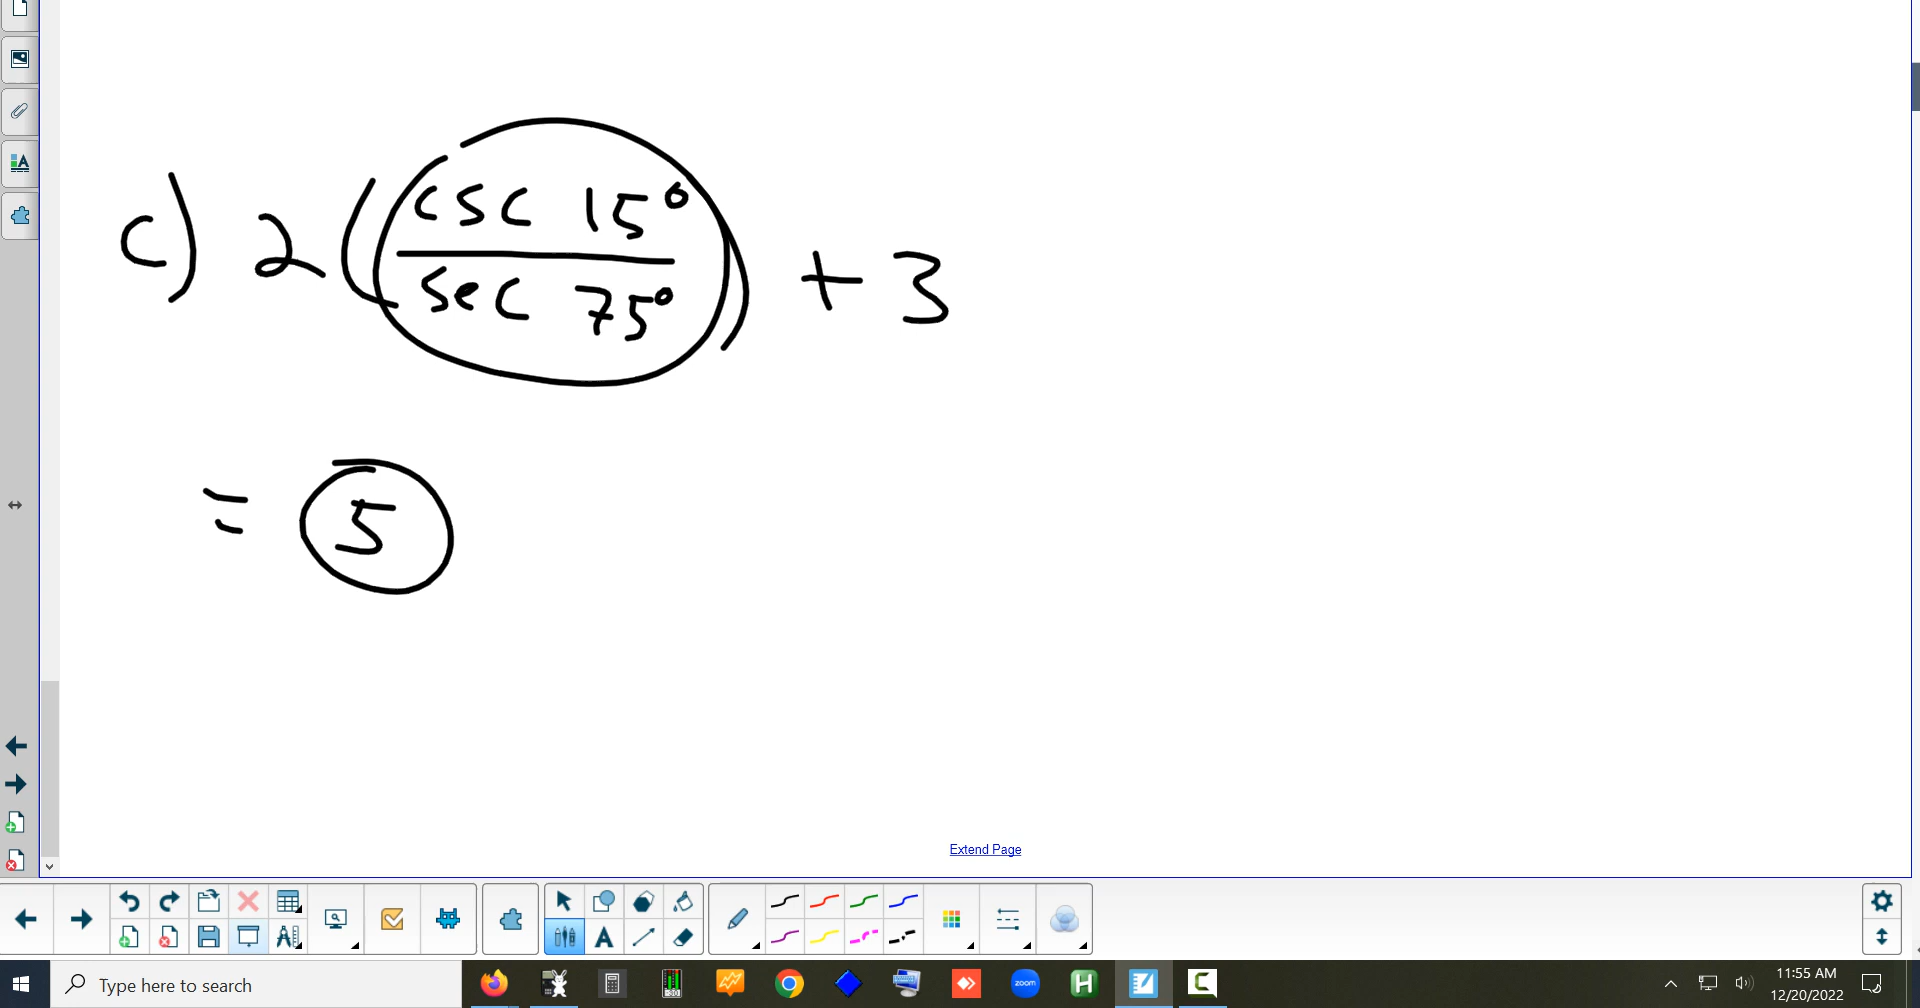 c) 2 ( csc 15° / sec 75° ) + 3
= 5
Extend Page
Type here to search
zoom
11:55 AM
12/20/2022